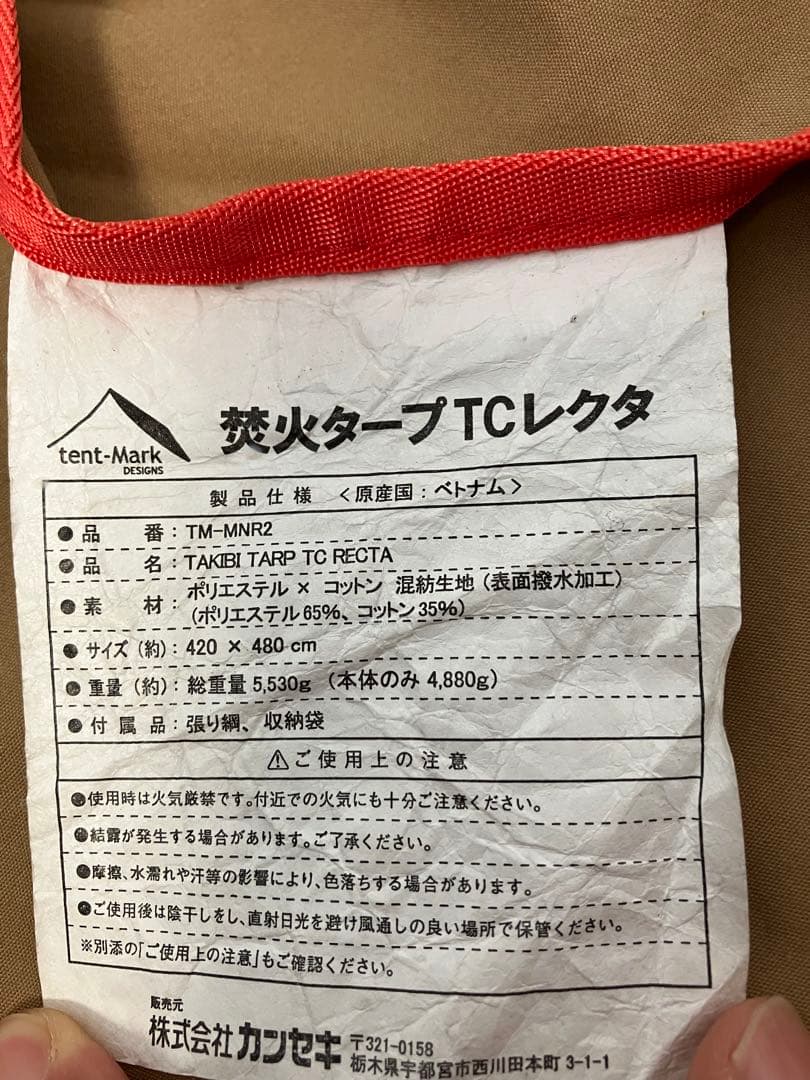 焚火タープTCレクタ
tent-Mark
DESIGNS
製品仕様 <原産国:ベトナム>
●品番:TM-MNR2
●品名:TAKIBI TARP TC RECTA
●素材:ポリエステル × コットン 混紡生地(表面撥水加工)
(ポリエステル65%、コットン35%)
●サイズ(約):420 × 480 cm
●重量(約):総重量 5,530g (本体のみ 4,880g)
●付属品:張り綱、収納袋
⚠ご使用上の注意
●使用時は火気厳禁です。付近での火気にも十分ご注意ください。
●結露が発生する場合があります。ご了承ください。
●摩擦、水濡れや汗等の影響により、色落ちする場合があります。
●ご使用後は陰干しをし、直射日光を避け風通しの良い場所で保管ください。
※別添の「ご使用上の注意」もご確認ください。
販売元
株式会社 カンセキ 〒321-0158
栃木県宇都宮市西川田本町 3-1-1